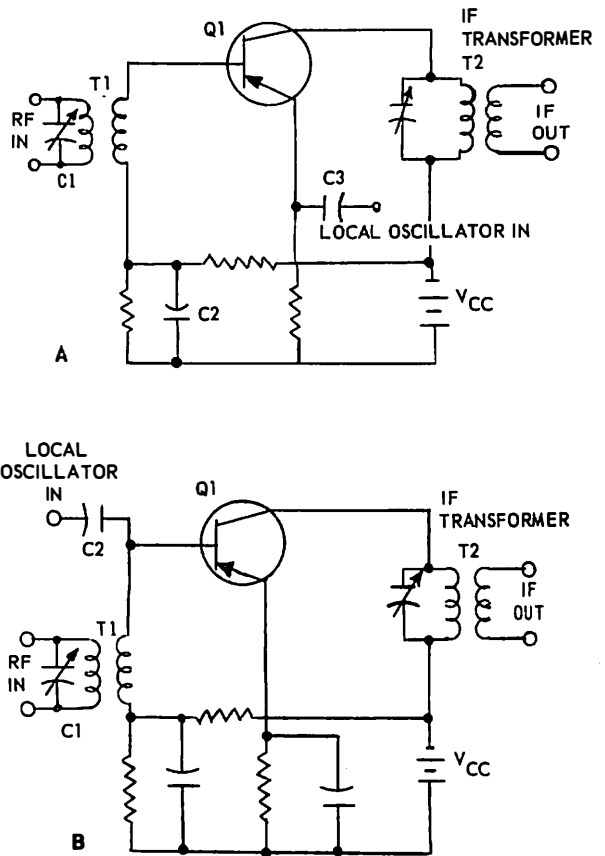 Q1
IF
TRANSFORMER
T2
T1
RF
IN
C1
IF
OUT
C3
LOCAL OSCILLATOR IN
C2
VCC
A
LOCAL
OSCILLATOR
IN
C2
Q1
IF
TRANSFORMER
T2
IF
OUT
T1
RF
IN
C1
VCC
B